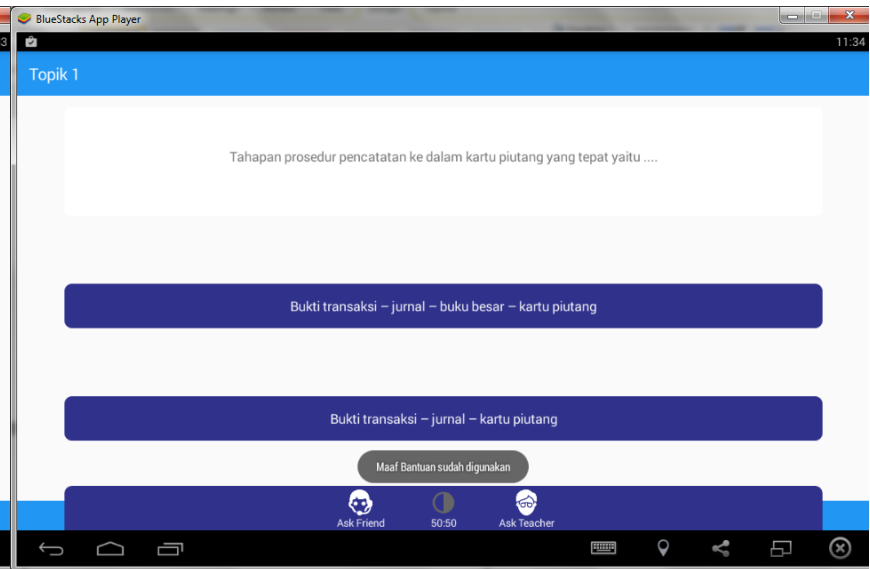 BlueStacks App Player
3
11:34
Topik 1
Tahapan prosedur pencatatan ke dalam kartu piutang yang tepat yaitu ....
Bukti transaksi – jurnal – buku besar – kartu piutang
Bukti transaksi – jurnal – kartu piutang
Maaf Bantuan sudah digunakan
Ask Friend
50:50
Ask Teacher